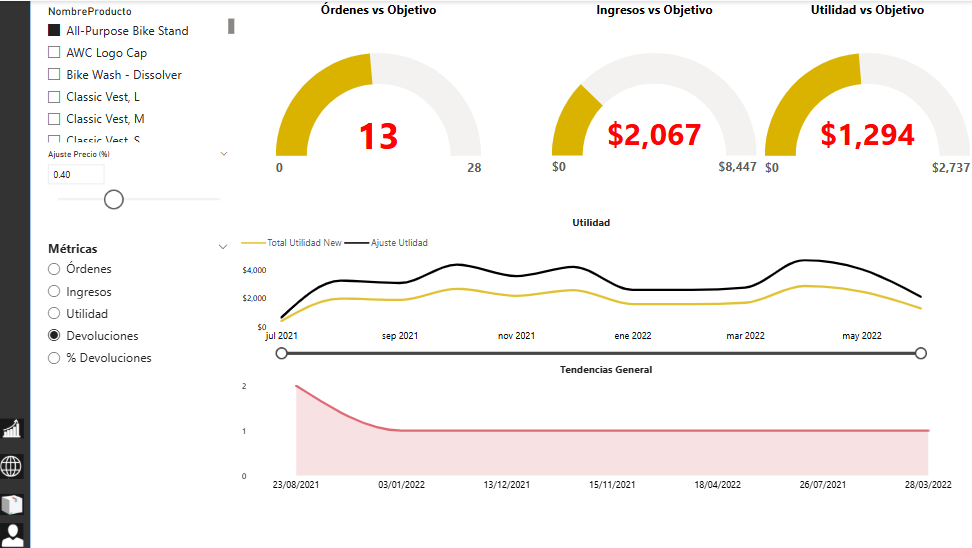 NombreProducto
All-Purpose Bike Stand
AWC Logo Cap
Bike Wash - Dissolver
Classic Vest, L
Classic Vest, M
Classic Vest, S
Ajuste Precio (%)
0.40
Métricas
Órdenes
Ingresos
Utilidad
Devoluciones
% Devoluciones
Órdenes vs Objetivo
13
0 28
Ingresos vs Objetivo
$2,067
$0 $8,447
Utilidad vs Objetivo
$1,294
$0 $2,737
Utilidad
Total Utilidad New Ajuste Utlidad
$4,000
$2,000
$0
jul 2021 sep 2021 nov 2021 ene 2022 mar 2022 may 2022
Tendencias General
2
1
0
23/08/2021 03/01/2022 13/12/2021 15/11/2021 18/04/2022 26/07/2021 28/03/2022